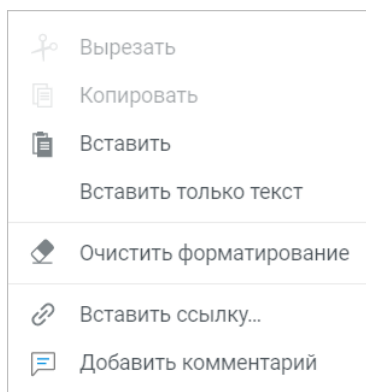 Вырезать
Копировать
Вставить
Вставить только текст
Очистить форматирование
Вставить ссылку...
Добавить комментарий